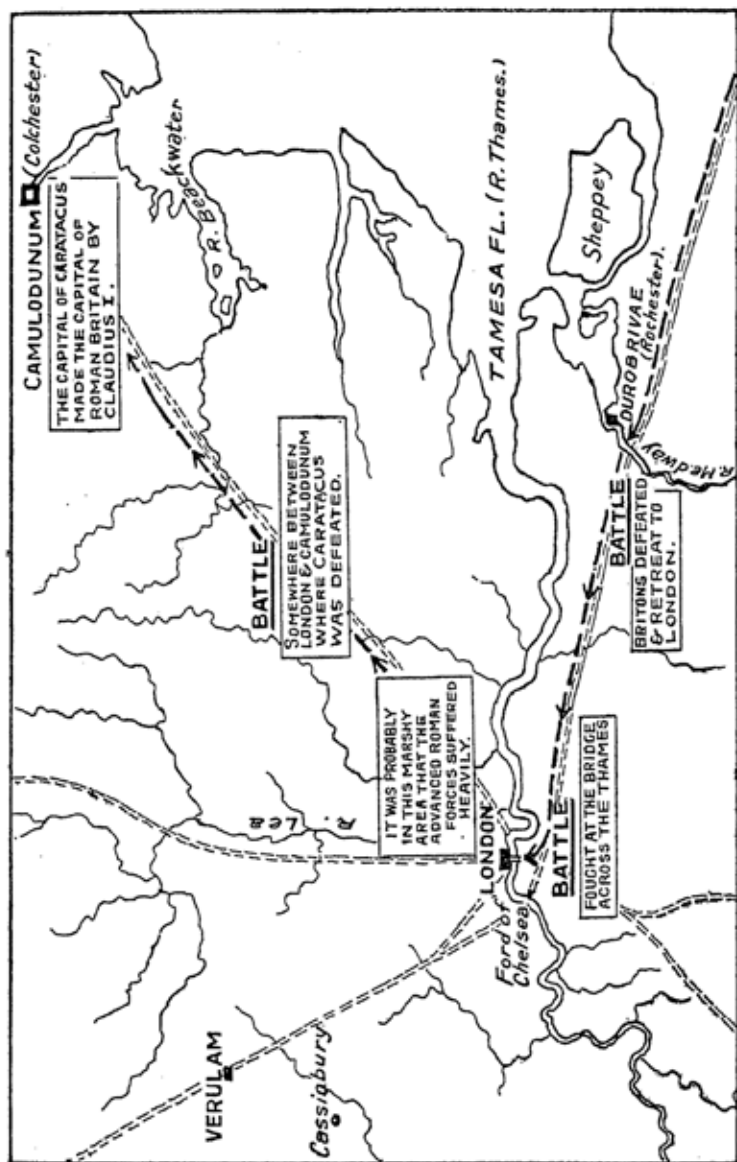 CAMULODUNUM
(Colchester)
THE CAPITAL OF CARATACUS
MADE THE CAPITAL OF
ROMAN BRITAIN BY
CLAUDIUS I.
R. Blackwater
BATTLE
SOMEWHERE BETWEEN
LONDON & CAMULODUNUM
WHERE CARATACUS
WAS DEFEATED.
IT WAS PROBABLY
IN THIS MARSHY
AREA THAT THE
ADVANCED ROMAN
FORCES SUFFERED
HEAVILY.
R. Lea
VERULAM
Cassiobury
LONDON
Ford of
Chelsea
BATTLE
FOUGHT AT THE BRIDGE
ACROSS THE THAMES
TAMESA FL. (R. Thames.)
Sheppey
DUROBRIVAE
(Rochester).
R. Medway
BATTLE
BRITONS DEFEATED
& RETREAT TO
LONDON.